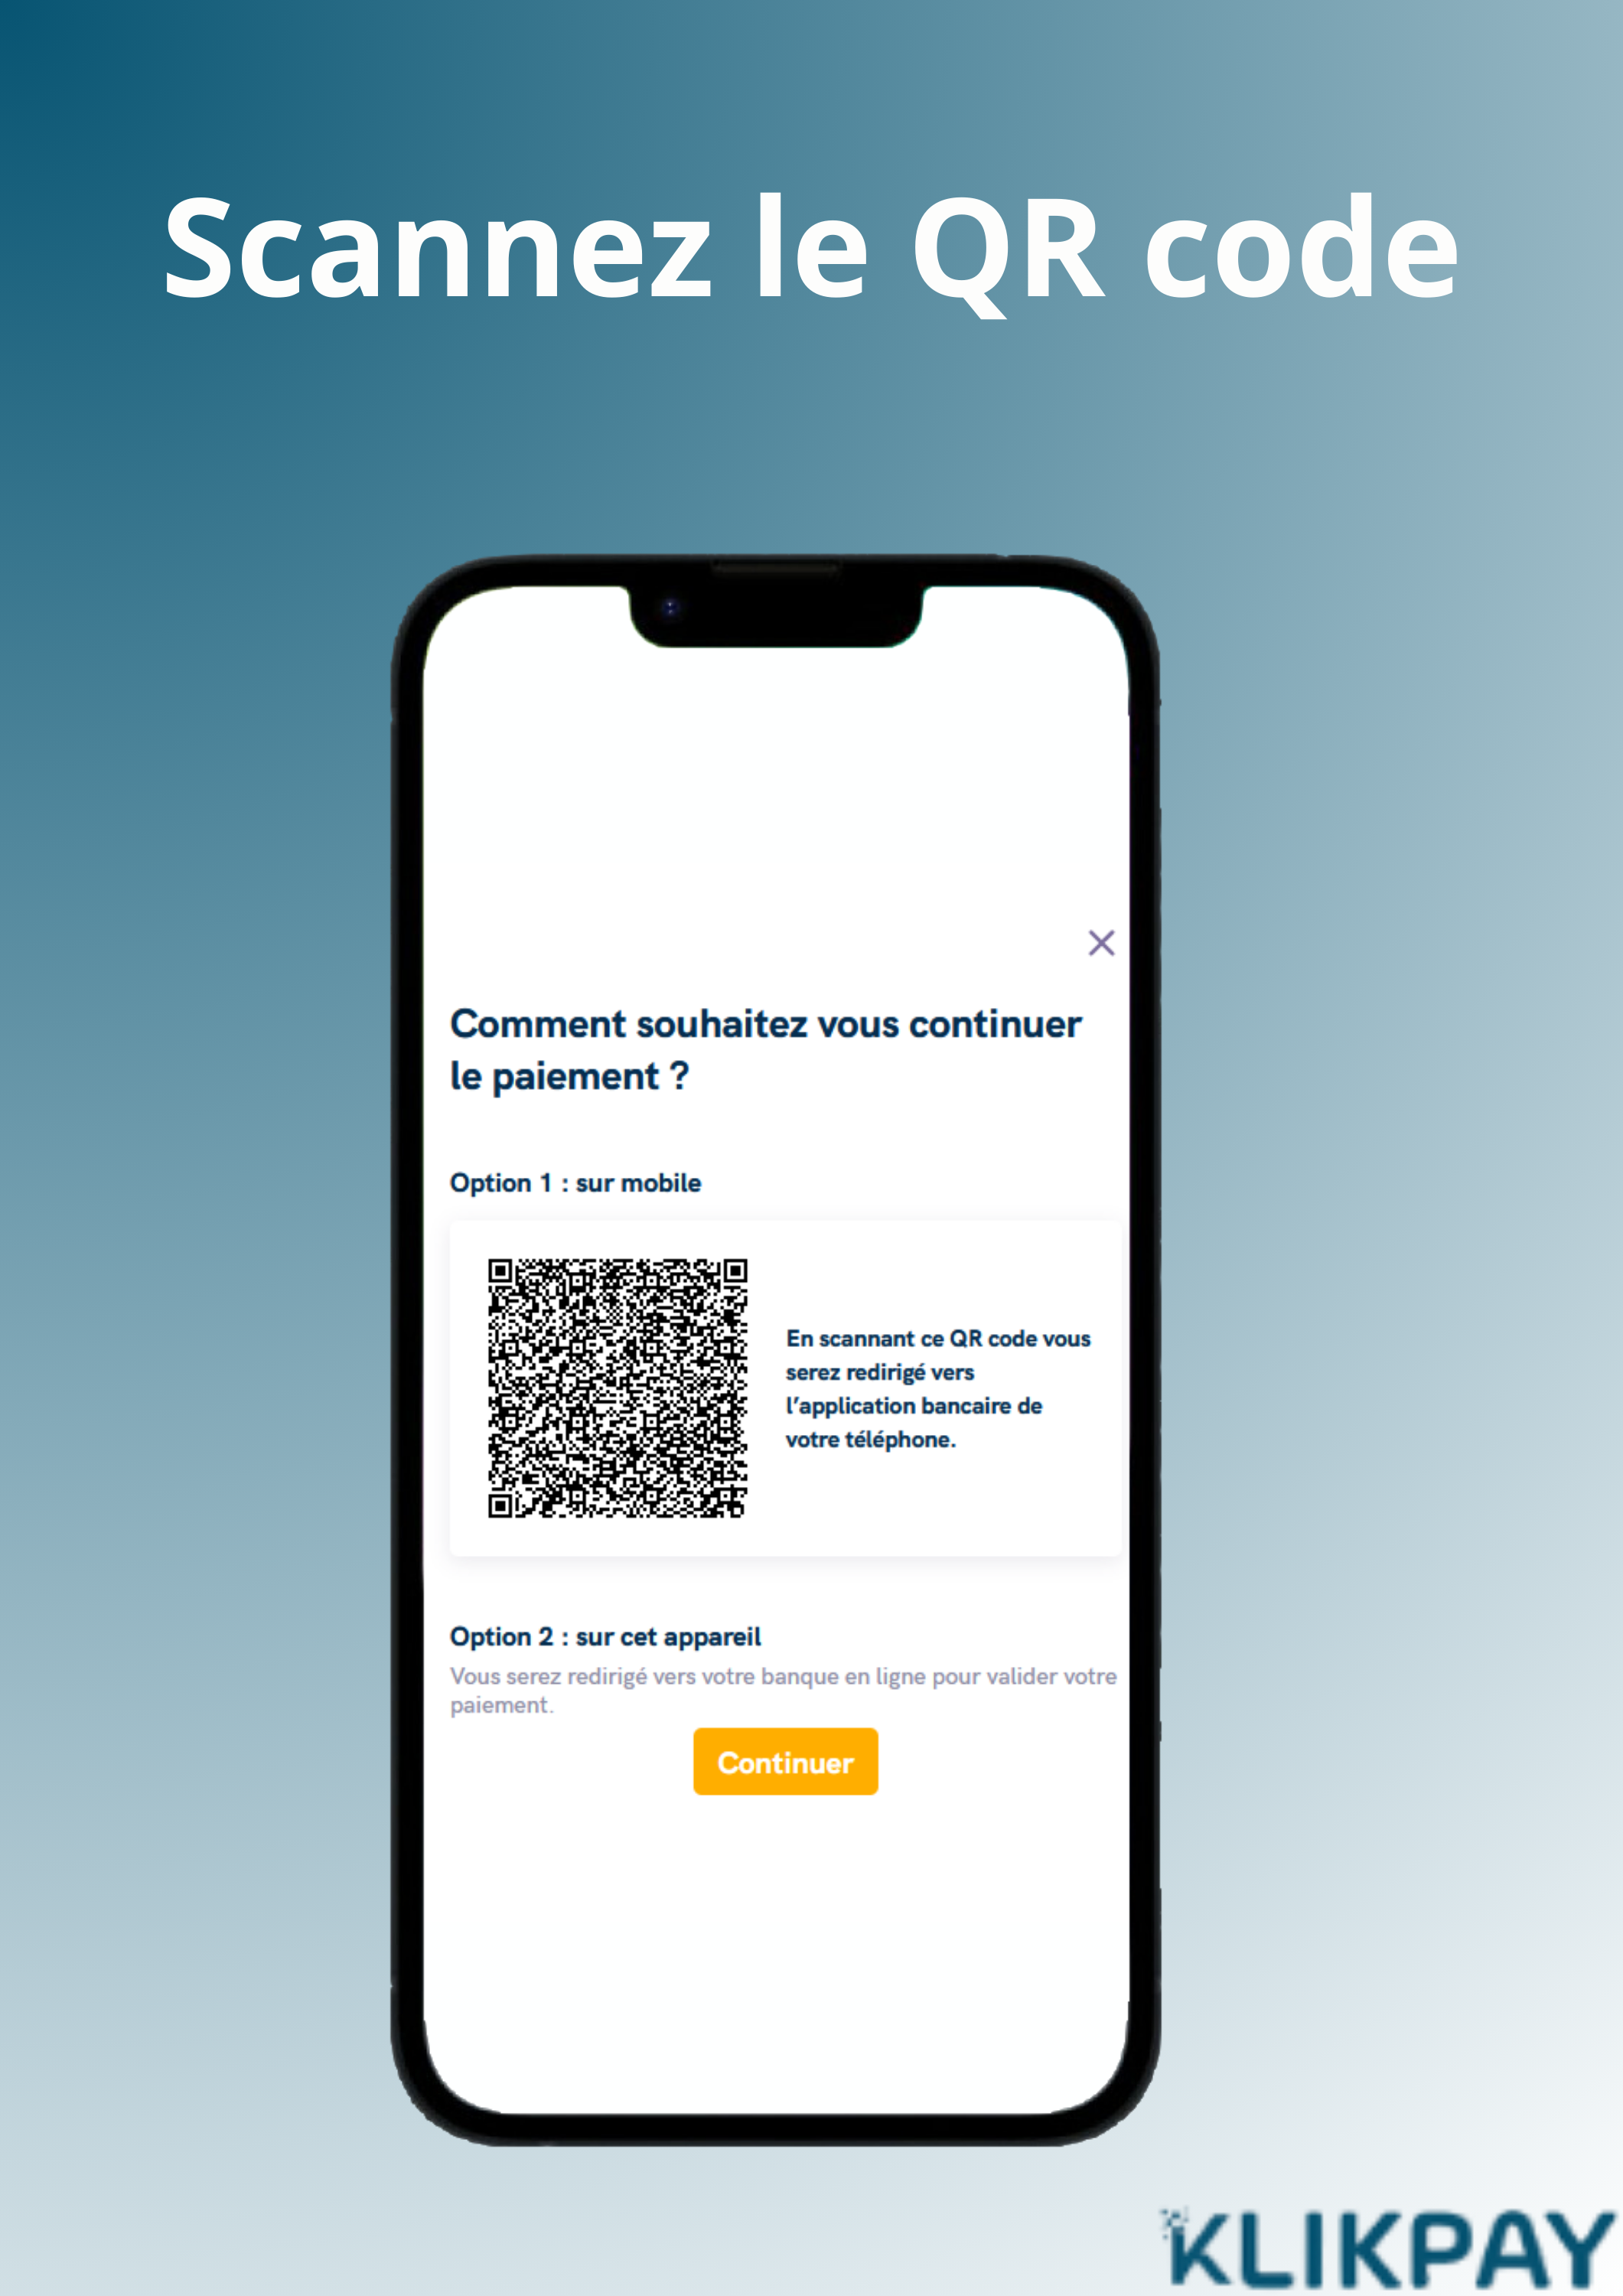 Scannez le QR code
Comment souhaitez vous continuer
le paiement ?
Option 1 : sur mobile
En scannant ce QR code vous
serez redirigé vers
l’application bancaire de
votre téléphone.
Option 2 : sur cet appareil
Vous serez redirigé vers votre banque en ligne pour valider votre
paiement.
Continuer
KLIKPAY